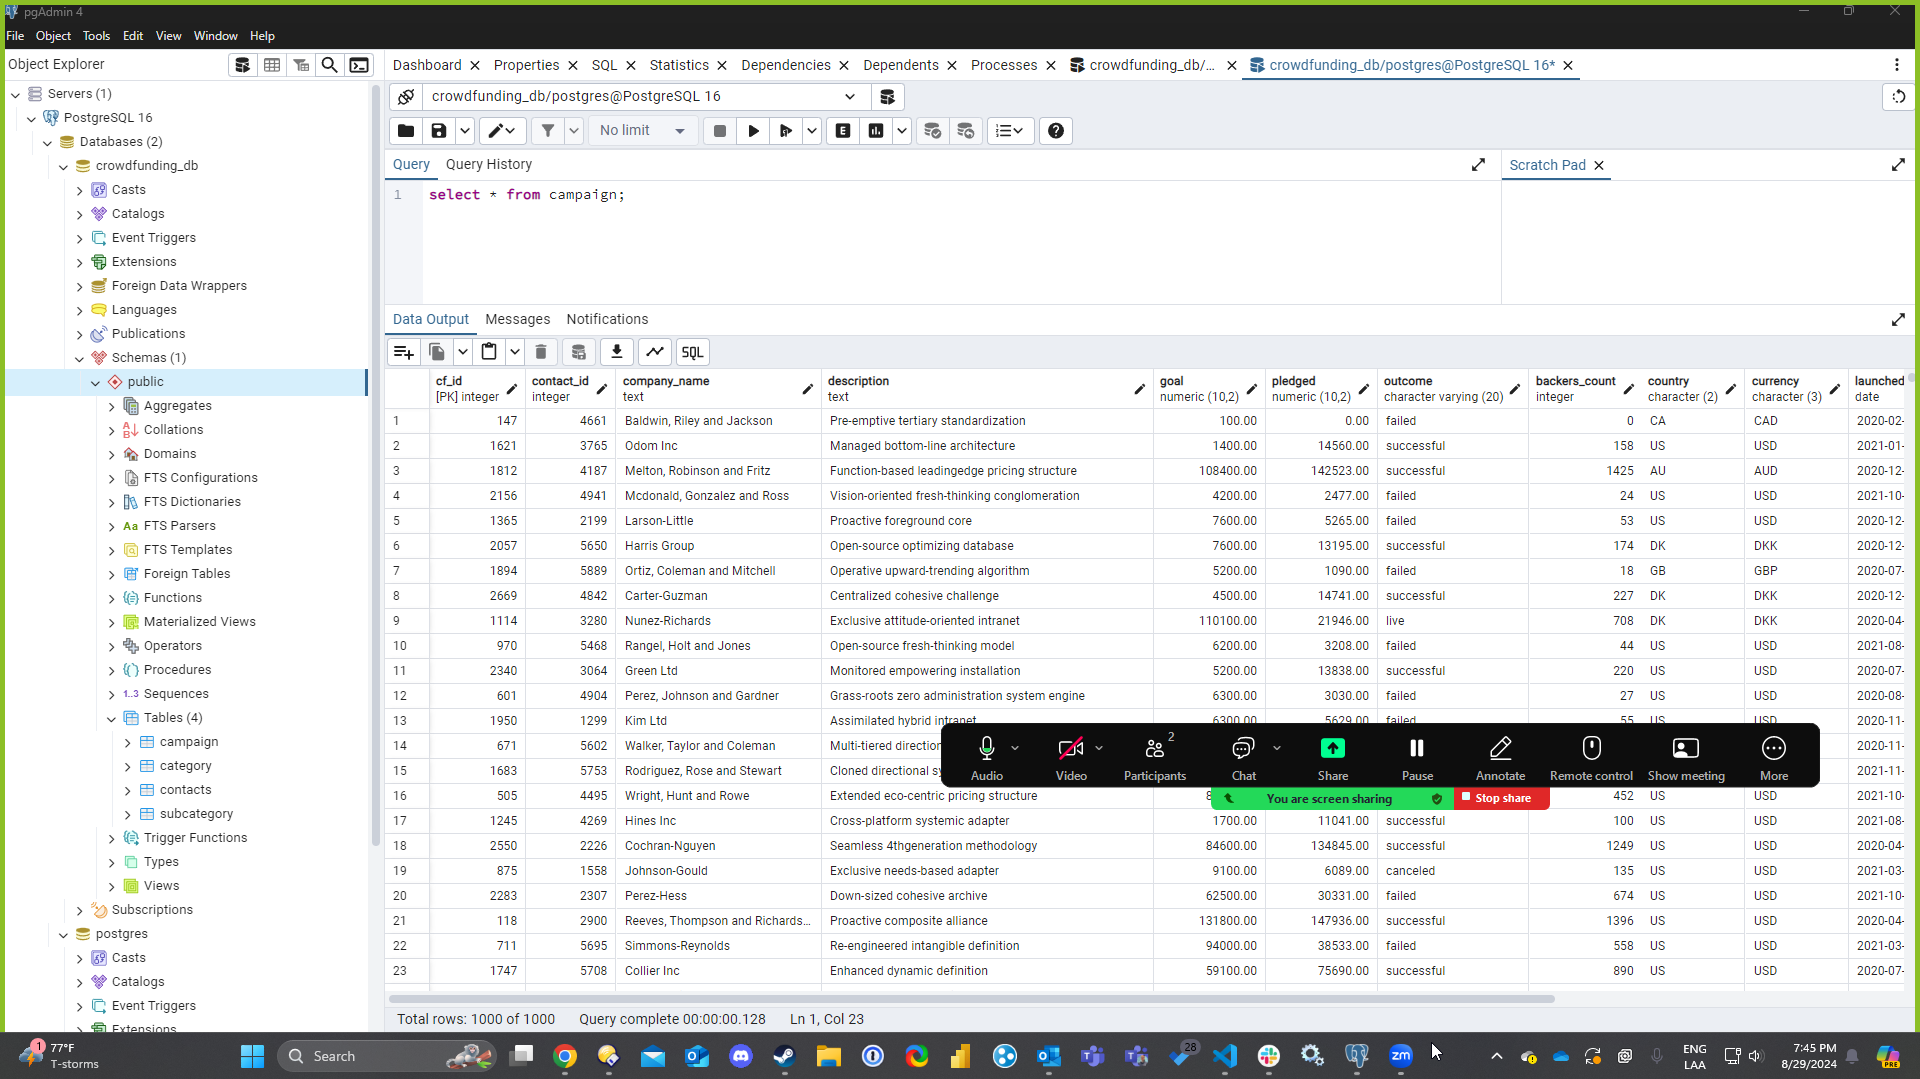 pgAdmin 4
File Object Tools Edit View Window Help
Object Explorer
Dashboard Properties SQL Statistics Dependencies Dependents Processes crowdfunding_db/... crowdfunding_db/postgres@PostgreSQL 16*
crowdfunding_db/postgres@PostgreSQL 16
No limit
E
Query Query History
Scratch Pad
1 select * from campaign;
Servers (1)
PostgreSQL 16
Databases (2)
crowdfunding_db
Casts
Catalogs
Event Triggers
Extensions
Foreign Data Wrappers
Languages
Publications
Schemas (1)
public
Aggregates
Collations
Domains
FTS Configurations
FTS Dictionaries
Aa FTS Parsers
FTS Templates
Foreign Tables
Functions
Materialized Views
Operators
Procedures
1..3 Sequences
Tables (4)
campaign
category
contacts
subcategory
Trigger Functions
Types
Views
Subscriptions
postgres
Casts
Catalogs
Event Triggers
Extensions
Data Output Messages Notifications
SQL
cf_id contact_id company_name description goal pledged outcome backers_count country currency launched
[PK] integer integer text text numeric (10,2) numeric (10,2) character varying (20) integer character (2) character (3) date
1 147 4661 Baldwin, Riley and Jackson Pre-emptive tertiary standardization 100.00 0.00 failed 0 CA CAD 2020-02-
2 1621 3765 Odom Inc Managed bottom-line architecture 1400.00 14560.00 successful 158 US USD 2021-01-
3 1812 4187 Melton, Robinson and Fritz Function-based leadingedge pricing structure 108400.00 142523.00 successful 1425 AU AUD 2020-12-
4 2156 4941 Mcdonald, Gonzalez and Ross Vision-oriented fresh-thinking conglomeration 4200.00 2477.00 failed 24 US USD 2021-10-
5 1365 2199 Larson-Little Proactive foreground core 7600.00 5265.00 failed 53 US USD 2020-12-
6 2057 5650 Harris Group Open-source optimizing database 7600.00 13195.00 successful 174 DK DKK 2020-12-
7 1894 5889 Ortiz, Coleman and Mitchell Operative upward-trending algorithm 5200.00 1090.00 failed 18 GB GBP 2020-07-
8 2669 4842 Carter-Guzman Centralized cohesive challenge 4500.00 14741.00 successful 227 DK DKK 2020-12-
9 1114 3280 Nunez-Richards Exclusive attitude-oriented intranet 110100.00 21946.00 live 708 DK DKK 2020-04-
10 970 5468 Rangel, Holt and Jones Open-source fresh-thinking model 6200.00 3208.00 failed 44 US USD 2021-08-
11 2340 3064 Green Ltd Monitored empowering installation 5200.00 13838.00 successful 220 US USD 2020-07-
12 601 4904 Perez, Johnson and Gardner Grass-roots zero administration system engine 6300.00 3030.00 failed 27 US USD 2020-08-
13 1950 1299 Kim Ltd Assimilated hybrid intranet 6300.00 5629.00 failed 55 US USD 2020-11-
14 671 5602 Walker, Taylor and Coleman Multi-tiered direction 2020-11-
15 1683 5753 Rodriguez, Rose and Stewart Cloned directional sy 2021-11-
16 505 4495 Wright, Hunt and Rowe Extended eco-centric pricing structure 8 452 US USD 2021-10-
17 1245 4269 Hines Inc Cross-platform systemic adapter 1700.00 11041.00 successful 100 US USD 2021-08-
18 2550 2226 Cochran-Nguyen Seamless 4thgeneration methodology 84600.00 134845.00 successful 1249 US USD 2020-04-
19 875 1558 Johnson-Gould Exclusive needs-based adapter 9100.00 6089.00 canceled 135 US USD 2021-03-
20 2283 2307 Perez-Hess Down-sized cohesive archive 62500.00 30331.00 failed 674 US USD 2021-10-
21 118 2900 Reeves, Thompson and Richards... Proactive composite alliance 131800.00 147936.00 successful 1396 US USD 2020-04-
22 711 5695 Simmons-Reynolds Re-engineered intangible definition 94000.00 38533.00 failed 558 US USD 2021-03-
23 1747 5708 Collier Inc Enhanced dynamic definition 59100.00 75690.00 successful 890 US USD 2020-07-
2
Audio Video Participants Chat Share Pause Annotate Remote control Show meeting More
You are screen sharing Stop share
Total rows: 1000 of 1000 Query complete 00:00:00.128 Ln 1, Col 23
1
77°F
T-storms
Search
28
zm
ENG
LAA
7:45 PM
8/29/2024
PRE